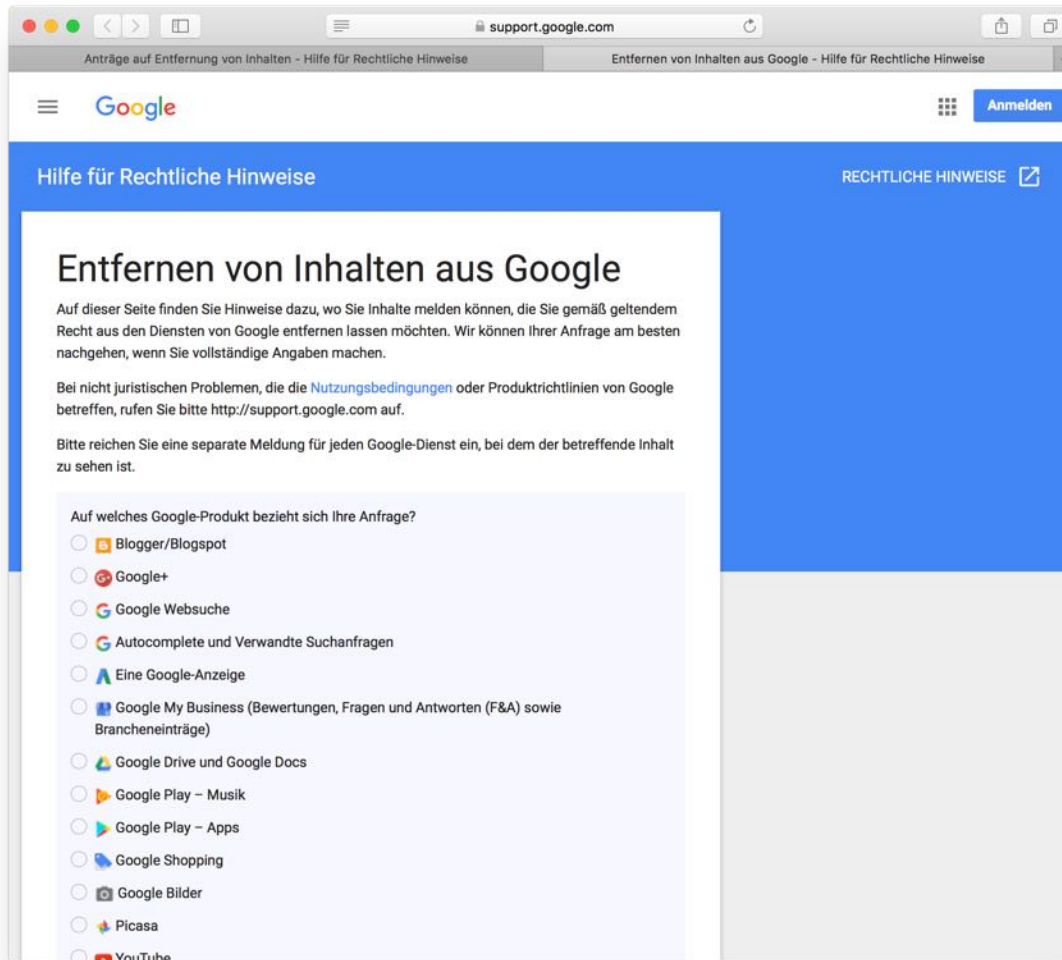 support.google.com
Anträge auf Entfernung von Inhalten - Hilfe für Rechtliche Hinweise
Entfernen von Inhalten aus Google - Hilfe für Rechtliche Hinweise
Google
Anmelden
Hilfe für Rechtliche Hinweise
RECHTLICHE HINWEISE
Entfernen von Inhalten aus Google
Auf dieser Seite finden Sie Hinweise dazu, wo Sie Inhalte melden können, die Sie gemäß geltendem
Recht aus den Diensten von Google entfernen lassen möchten. Wir können Ihrer Anfrage am besten
nachgehen, wenn Sie vollständige Angaben machen.
Bei nicht juristischen Problemen, die die Nutzungsbedingungen oder Produktrichtlinien von Google
betreffen, rufen Sie bitte http://support.google.com auf.
Bitte reichen Sie eine separate Meldung für jeden Google-Dienst ein, bei dem der betreffende Inhalt
zu sehen ist.
Auf welches Google-Produkt bezieht sich Ihre Anfrage?
Blogger/Blogspot
Google+
Google Websuche
Autocomplete und Verwandte Suchanfragen
Eine Google-Anzeige
Google My Business (Bewertungen, Fragen und Antworten (F&A) sowie
Brancheneinträge)
Google Drive und Google Docs
Google Play – Musik
Google Play – Apps
Google Shopping
Google Bilder
Picasa
YouTube